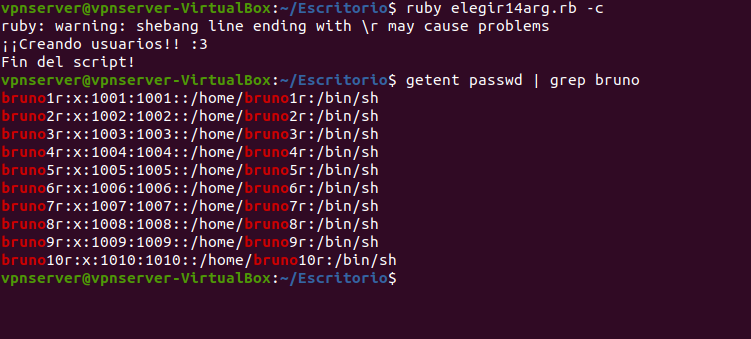 vpnserver@vpnserver-VirtualBox:~/Escritorio$ ruby elegir14arg.rb -c
ruby: warning: shebang line ending with \r may cause problems
¡¡Creando usuarios!! :3
Fin del script!
vpnserver@vpnserver-VirtualBox:~/Escritorio$ getent passwd | grep bruno
bruno1r:x:1001:1001::/home/bruno1r:/bin/sh
bruno2r:x:1002:1002::/home/bruno2r:/bin/sh
bruno3r:x:1003:1003::/home/bruno3r:/bin/sh
bruno4r:x:1004:1004::/home/bruno4r:/bin/sh
bruno5r:x:1005:1005::/home/bruno5r:/bin/sh
bruno6r:x:1006:1006::/home/bruno6r:/bin/sh
bruno7r:x:1007:1007::/home/bruno7r:/bin/sh
bruno8r:x:1008:1008::/home/bruno8r:/bin/sh
bruno9r:x:1009:1009::/home/bruno9r:/bin/sh
bruno10r:x:1010:1010::/home/bruno10r:/bin/sh
vpnserver@vpnserver-VirtualBox:~/Escritorio$